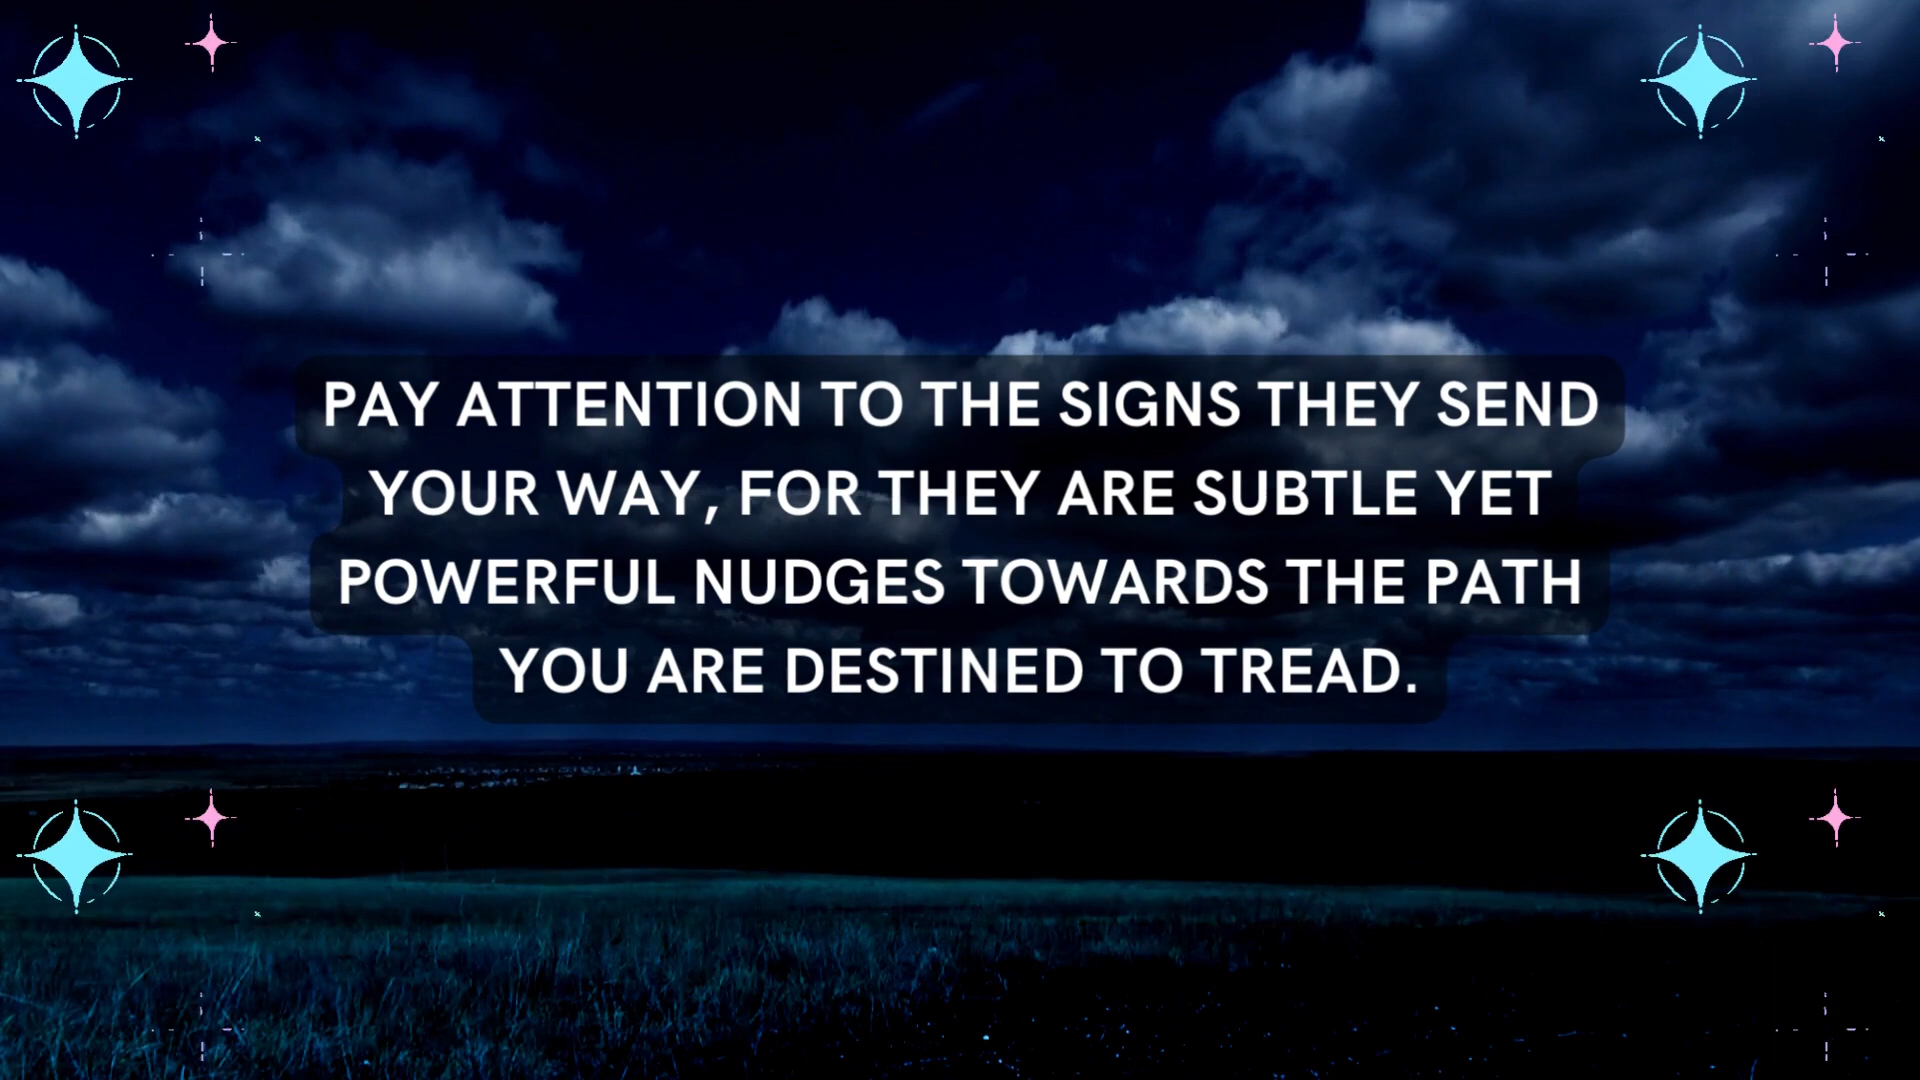 PAY ATTENTION TO THE SIGNS THEY SEND
YOUR WAY, FOR THEY ARE SUBTLE YET
POWERFUL NUDGES TOWARDS THE PATH
YOU ARE DESTINED TO TREAD.